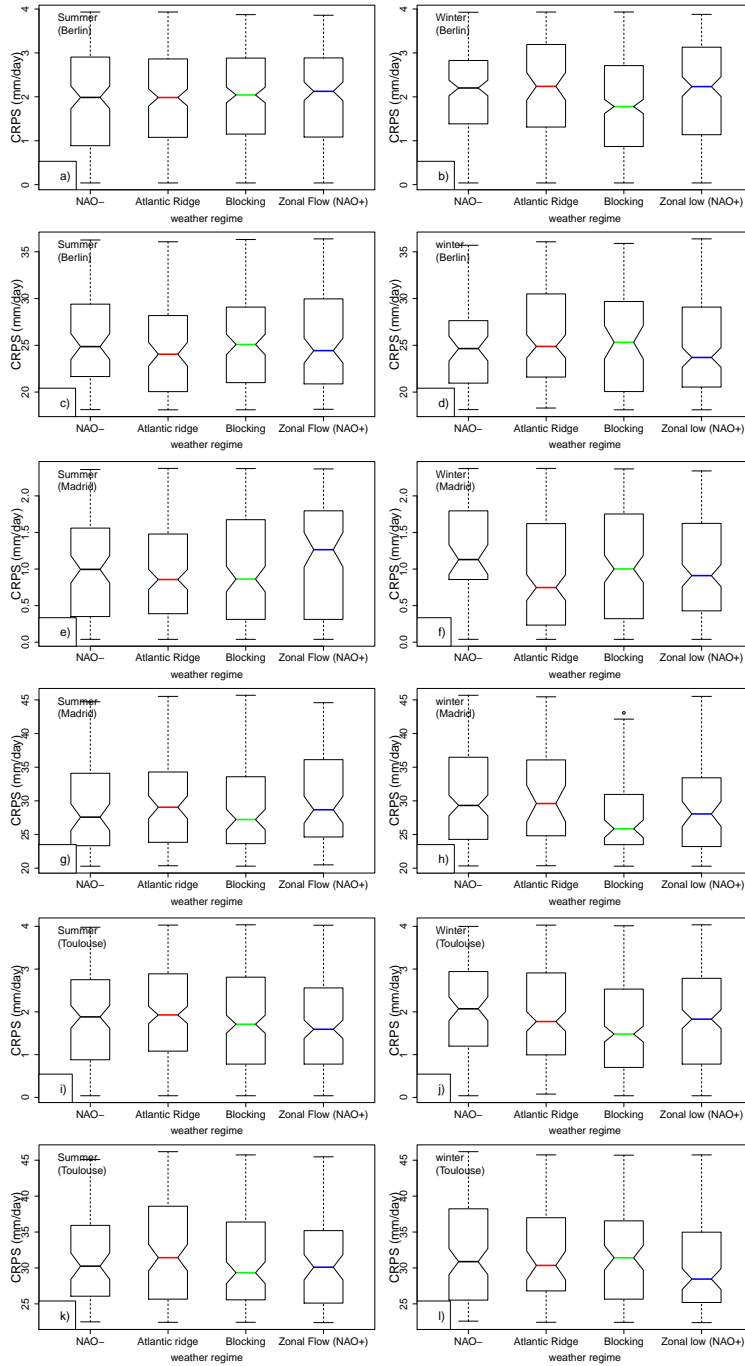 Summer
(Berlin)
CRPS (mm/day)
0 1 2 3 4
a)
NAO− Atlantic Ridge Blocking Zonal Flow (NAO+)
weather regime
Winter
(Berlin)
CRPS (mm/day)
0 1 2 3 4
b)
NAO− Atlantic Ridge Blocking Zonal low (NAO+)
weather regime
Summer
(Berlin)
CRPS (mm/day)
20 25 30 35
c)
NAO− Atlantic ridge Blocking Zonal Flow (NAO+)
weather regime
winter
(Berlin)
CRPS (mm/day)
20 25 30 35
d)
NAO− Atlantic ridge Blocking Zonal low (NAO+)
weather regime
Summer
(Madrid)
CRPS (mm/day)
0.0 0.5 1.0 1.5 2.0
e)
NAO− Atlantic Ridge Blocking Zonal Flow (NAO+)
weather regime
Winter
(Madrid)
CRPS (mm/day)
0.0 0.5 1.0 1.5 2.0
f)
NAO− Atlantic Ridge Blocking Zonal low (NAO+)
weather regime
Summer
(Madrid)
CRPS (mm/day)
20 25 30 35 40 45
g)
NAO− Atlantic ridge Blocking Zonal Flow (NAO+)
weather regime
winter
(Madrid)
CRPS (mm/day)
20 25 30 35 40 45
h)
NAO− Atlantic ridge Blocking Zonal low (NAO+)
weather regime
Summer
(Toulouse)
CRPS (mm/day)
0 1 2 3 4
i)
NAO− Atlantic Ridge Blocking Zonal Flow (NAO+)
weather regime
Winter
(Toulouse)
CRPS (mm/day)
0 1 2 3 4
j)
NAO− Atlantic Ridge Blocking Zonal low (NAO+)
weather regime
Summer
(Toulouse)
CRPS (mm/day)
25 30 35 40 45
k)
NAO− Atlantic ridge Blocking Zonal Flow (NAO+)
weather regime
winter
(Toulouse)
CRPS (mm/day)
25 30 35 40 45
l)
NAO− Atlantic ridge Blocking Zonal low (NAO+)
weather regime